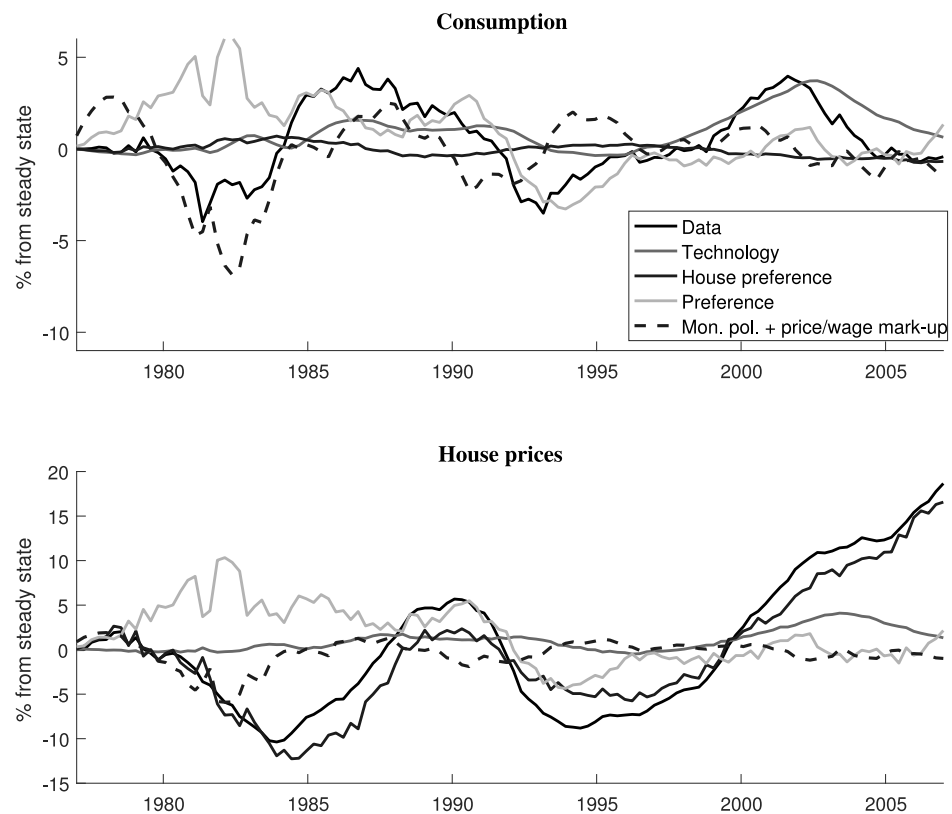 Consumption
% from steady state
5
0
-5
-10
Data
Technology
House preference
Preference
Mon. pol. + price/wage mark-up
1980 1985 1990 1995 2000 2005
House prices
% from steady state
20
15
10
5
0
-5
-10
-15
1980 1985 1990 1995 2000 2005